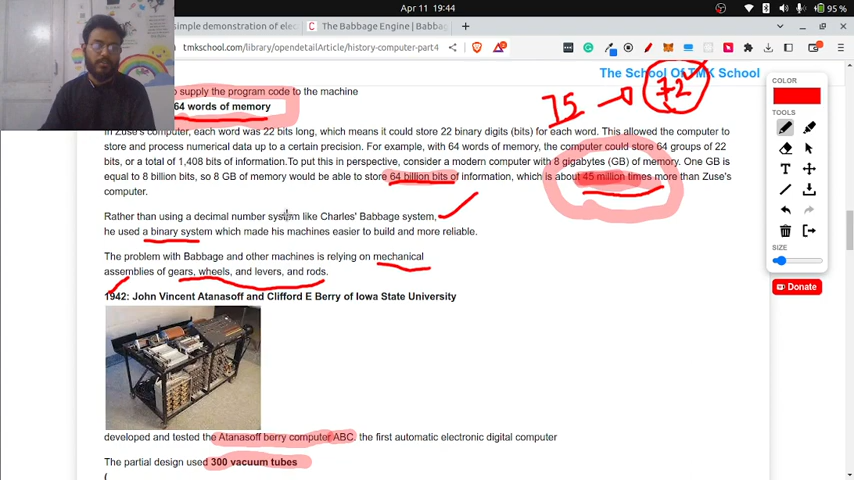 Apr 11 19:44
95 %
simple demonstration of elec
The Babbage Engine | Babbag
tmkschool.com/library/opendetailArticle/history-computer-part4
The School Of TMK School
to supply the program code to the machine
64 words of memory
15 → 72
In Zuse's computer, each word was 22 bits long, which means it could store 22 binary digits (bits) for each word. This allowed the computer to
store and process numerical data up to a certain precision. For example, with 64 words of memory, the computer could store 64 groups of 22
bits, or a total of 1,408 bits of information.To put this in perspective, consider a modern computer with 8 gigabytes (GB) of memory. One GB is
equal to 8 billion bits, so 8 GB of memory would be able to store 64 billion bits of information, which is about 45 million times more than Zuse's
computer.
Rather than using a decimal number system like Charles' Babbage system,
he used a binary system which made his machines easier to build and more reliable.
The problem with Babbage and other machines is relying on mechanical
assemblies of gears, wheels, and levers, and rods.
1942: John Vincent Atanasoff and Clifford E Berry of Iowa State University
developed and tested the Atanasoff berry computer ABC. the first automatic electronic digital computer
The partial design used 300 vacuum tubes
(
COLOR
TOOLS
T
SIZE
Donate